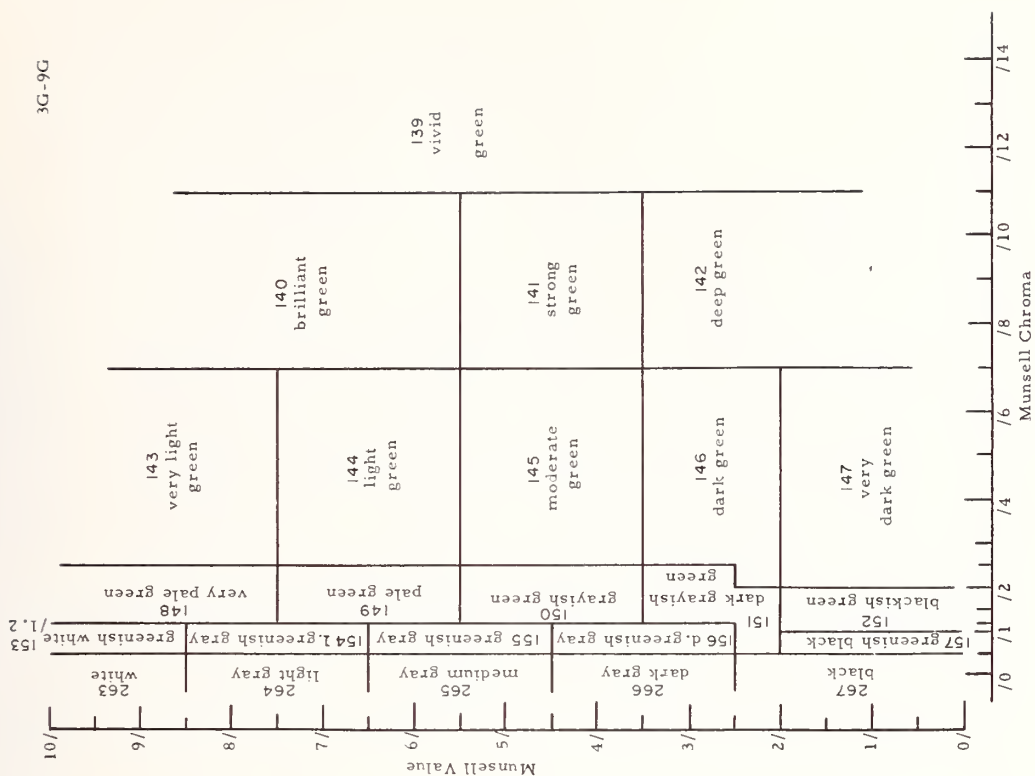 3G-9G
139
vivid
green
140
brilliant
green
141
strong
green
142
deep green
143
very light
green
144
light
green
145
moderate
green
146
dark green
147
very
dark green
148
very pale green
149
pale green
150
grayish green
151
dark grayish
green
152
blackish green
153
greenish white
154 l. greenish gray
155 greenish gray
156 d. greenish gray
157 greenish black
263
white
264
light gray
265
medium gray
266
dark gray
267
black
10/
9/
8/
7/
6/
5/
4/
3/
2/
1/
0/
Munsell Value
/0
/1
/1.2
/2
/4
/6
/8
/10
/12
/14
Munsell Chroma